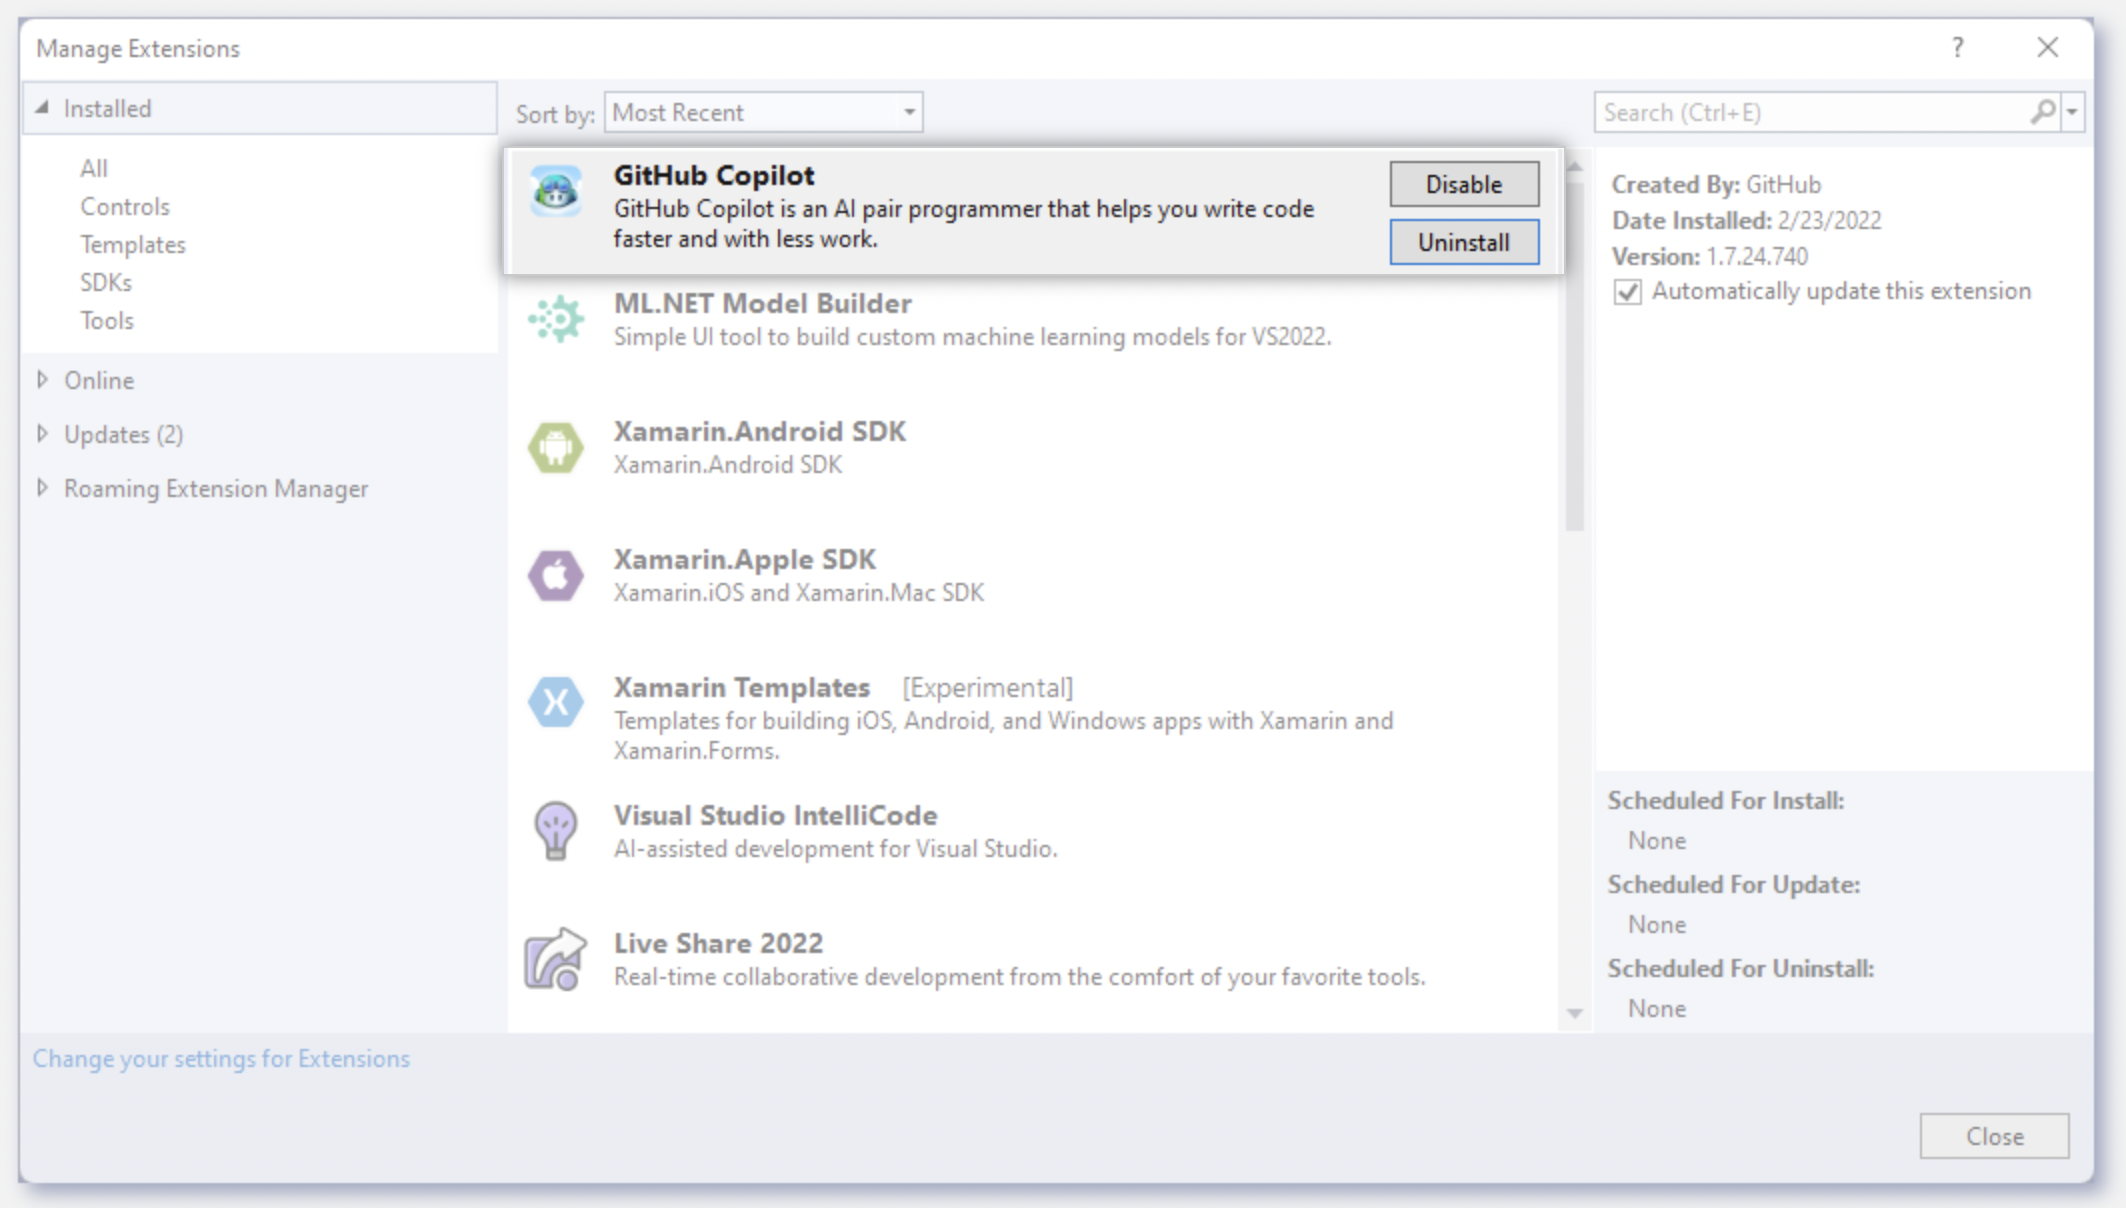 Manage Extensions
?
Installed
All
Controls
Templates
SDKs
Tools
Online
Updates (2)
Roaming Extension Manager
Sort by: Most Recent
GitHub Copilot
GitHub Copilot is an AI pair programmer that helps you write code
faster and with less work.
Disable
Uninstall
ML.NET Model Builder
Simple UI tool to build custom machine learning models for VS2022.
Xamarin.Android SDK
Xamarin.Android SDK
Xamarin.Apple SDK
Xamarin.iOS and Xamarin.Mac SDK
Xamarin Templates [Experimental]
Templates for building iOS, Android, and Windows apps with Xamarin and
Xamarin.Forms.
Visual Studio IntelliCode
AI-assisted development for Visual Studio.
Live Share 2022
Real-time collaborative development from the comfort of your favorite tools.
Search (Ctrl+E)
Created By: GitHub
Date Installed: 2/23/2022
Version: 1.7.24.740
Automatically update this extension
Scheduled For Install:
None
Scheduled For Update:
None
Scheduled For Uninstall:
None
Change your settings for Extensions
Close